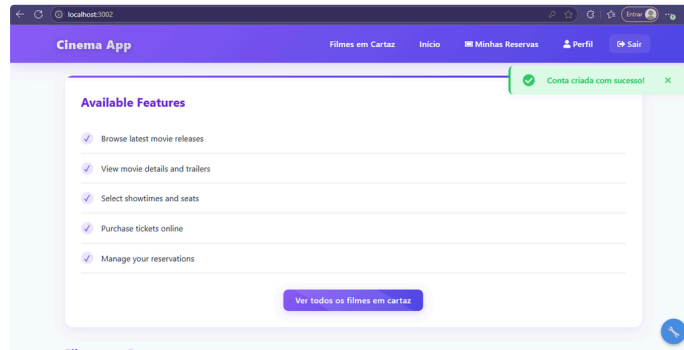 localhost:3002
Entrar
Cinema App
Filmes em Cartaz
Início
Minhas Reservas
Perfil
Sair
Conta criada com sucesso!
Available Features
Browse latest movie releases
View movie details and trailers
Select showtimes and seats
Purchase tickets online
Manage your reservations
Ver todos os filmes em cartaz